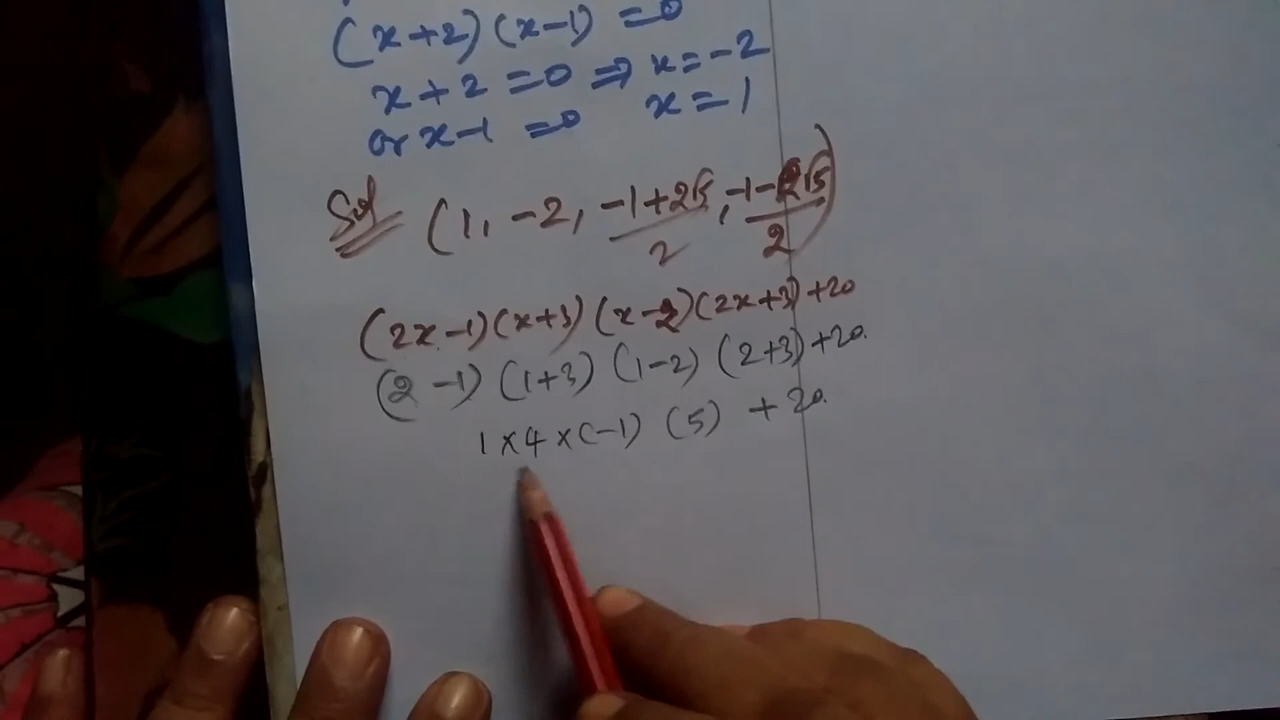 (x+2)(x-1) =0
x+2 =0 ⇒ x=-2
or x-1 =0 x=1
Sol (1, -2, (-1+2√5)/2, (-1-2√5)/2)
(2x-1)(x+3)(x-2)(2x+3)+20
(2-1) (1+3) (1-2) (2+3)+20.
1×4×(-1) (5) +20.